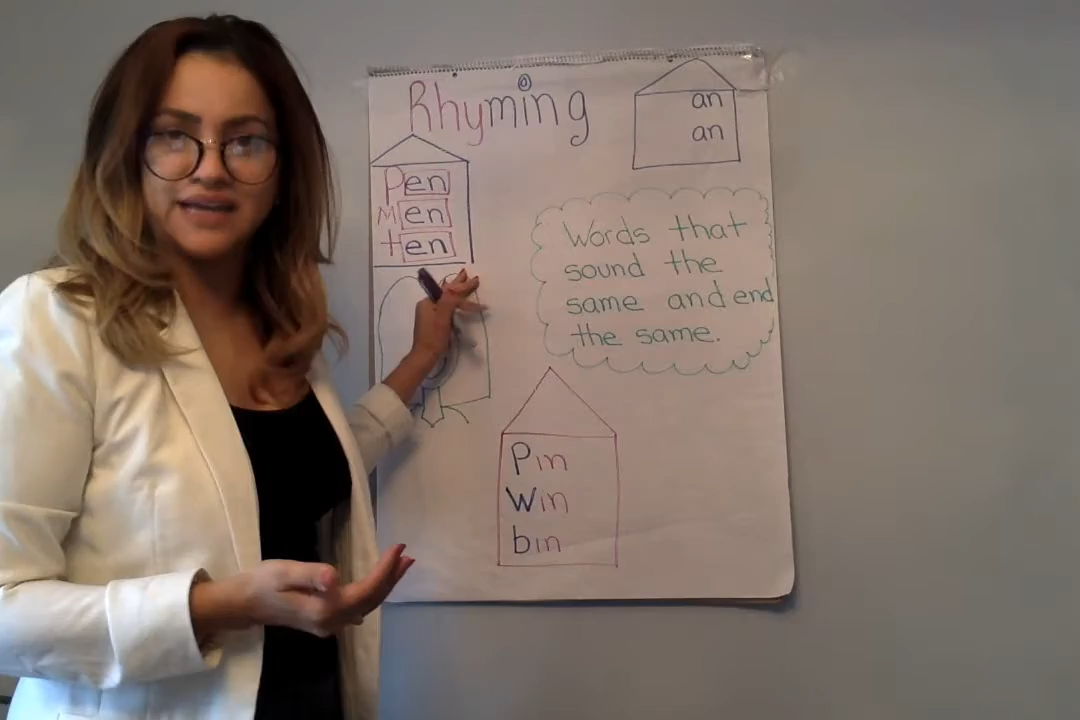 Rhyming
an
an
Pen
Men
ten
Words that
sound the
same and end
the same.
Pin
Win
bin